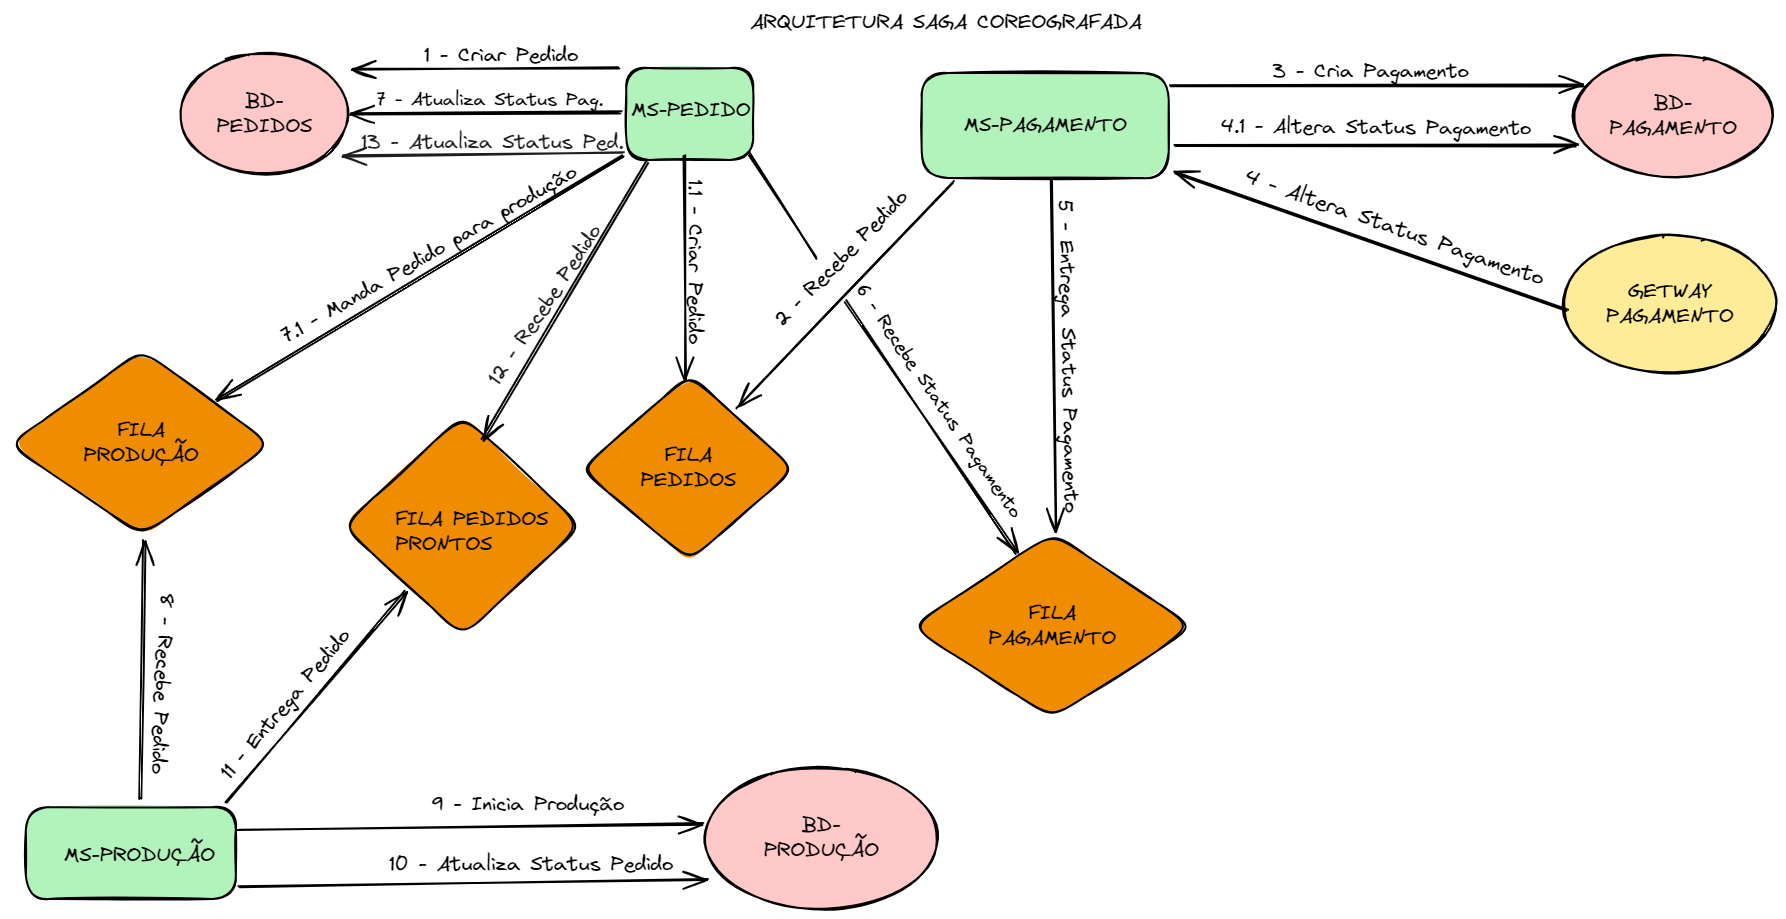 ARQUITETURA SAGA COREOGRAFADA
1 - Criar Pedido
7 - Atualiza Status Pag.
13 - Atualiza Status Ped.
BD-
PEDIDOS
MS-PEDIDO
MS-PAGAMENTO
3 - Cria Pagamento
4.1 - Altera Status Pagamento
BD-
PAGAMENTO
4 - Altera Status Pagamento
GETWAY
PAGAMENTO
7.1 - Manda Pedido para produção
12 - Recebe Pedido
1.1 - Criar Pedido
2 - Recebe Pedido
6 - Recebe Status Pagamento
5 - Entrega Status Pagamento
FILA
PRODUÇÃO
FILA PEDIDOS
PRONTOS
FILA
PEDIDOS
FILA
PAGAMENTO
8 - Recebe Pedido
11 - Entrega Pedido
MS-PRODUÇÃO
9 - Inicia Produção
10 - Atualiza Status Pedido
BD-
PRODUÇÃO